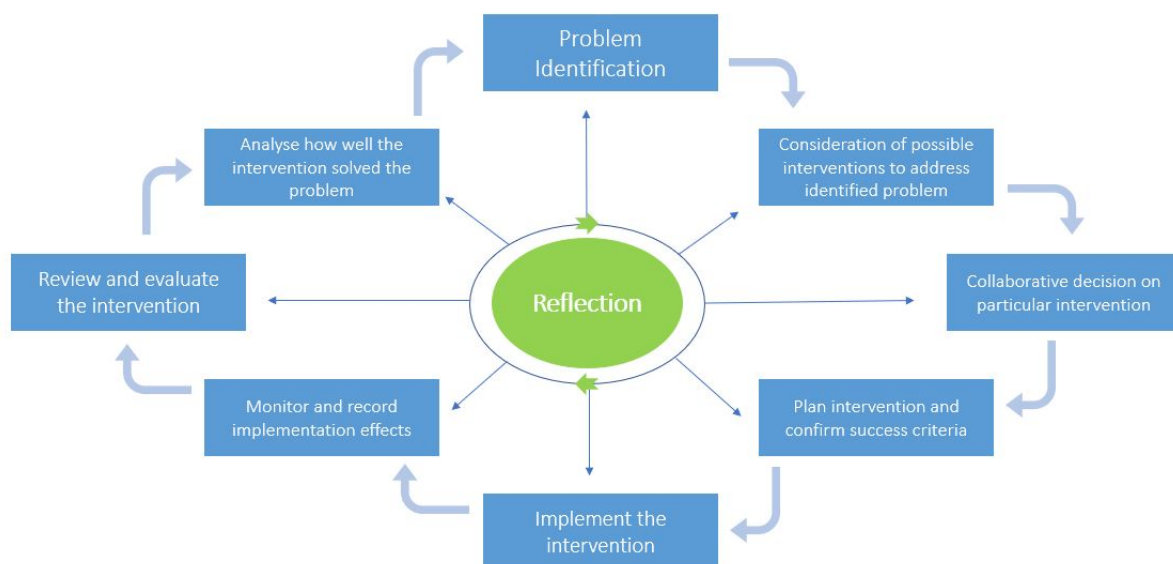 Problem
Identification
Consideration of possible
interventions to address
identified problem
Collaborative decision on
particular intervention
Plan intervention and
confirm success criteria
Implement the
intervention
Monitor and record
implementation effects
Review and evaluate
the intervention
Analyse how well the
intervention solved the
problem
Reflection